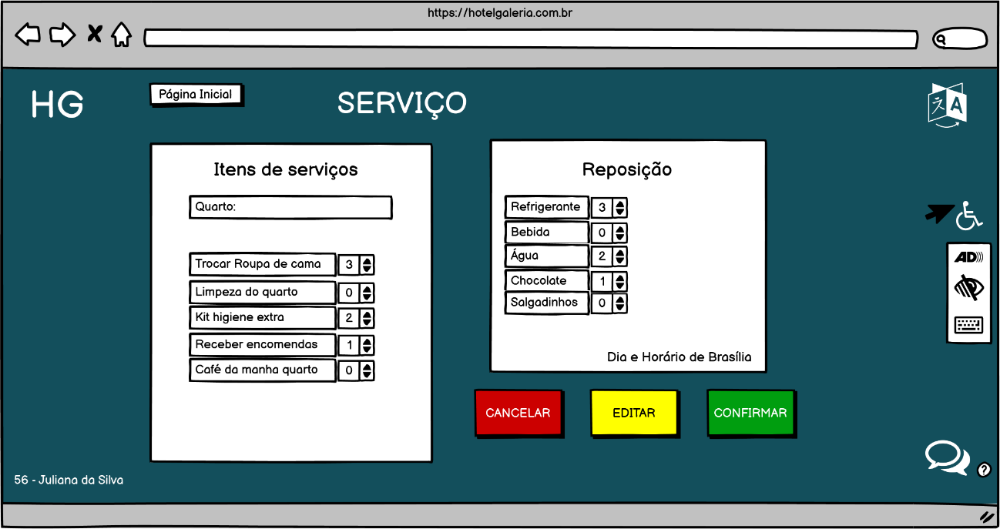 https://hotelgaleria.com.br
HG
Página Inicial
SERVIÇO
A
Itens de serviços
Quarto:
Trocar Roupa de cama 3
Limpeza do quarto 0
Kit higiene extra 2
Receber encomendas 1
Café da manha quarto 0
Reposição
Refrigerante 3
Bebida 0
Água 2
Chocolate 1
Salgadinhos 0
Dia e Horário de Brasília
AD
CANCELAR
EDITAR
CONFIRMAR
?
56 - Juliana da Silva